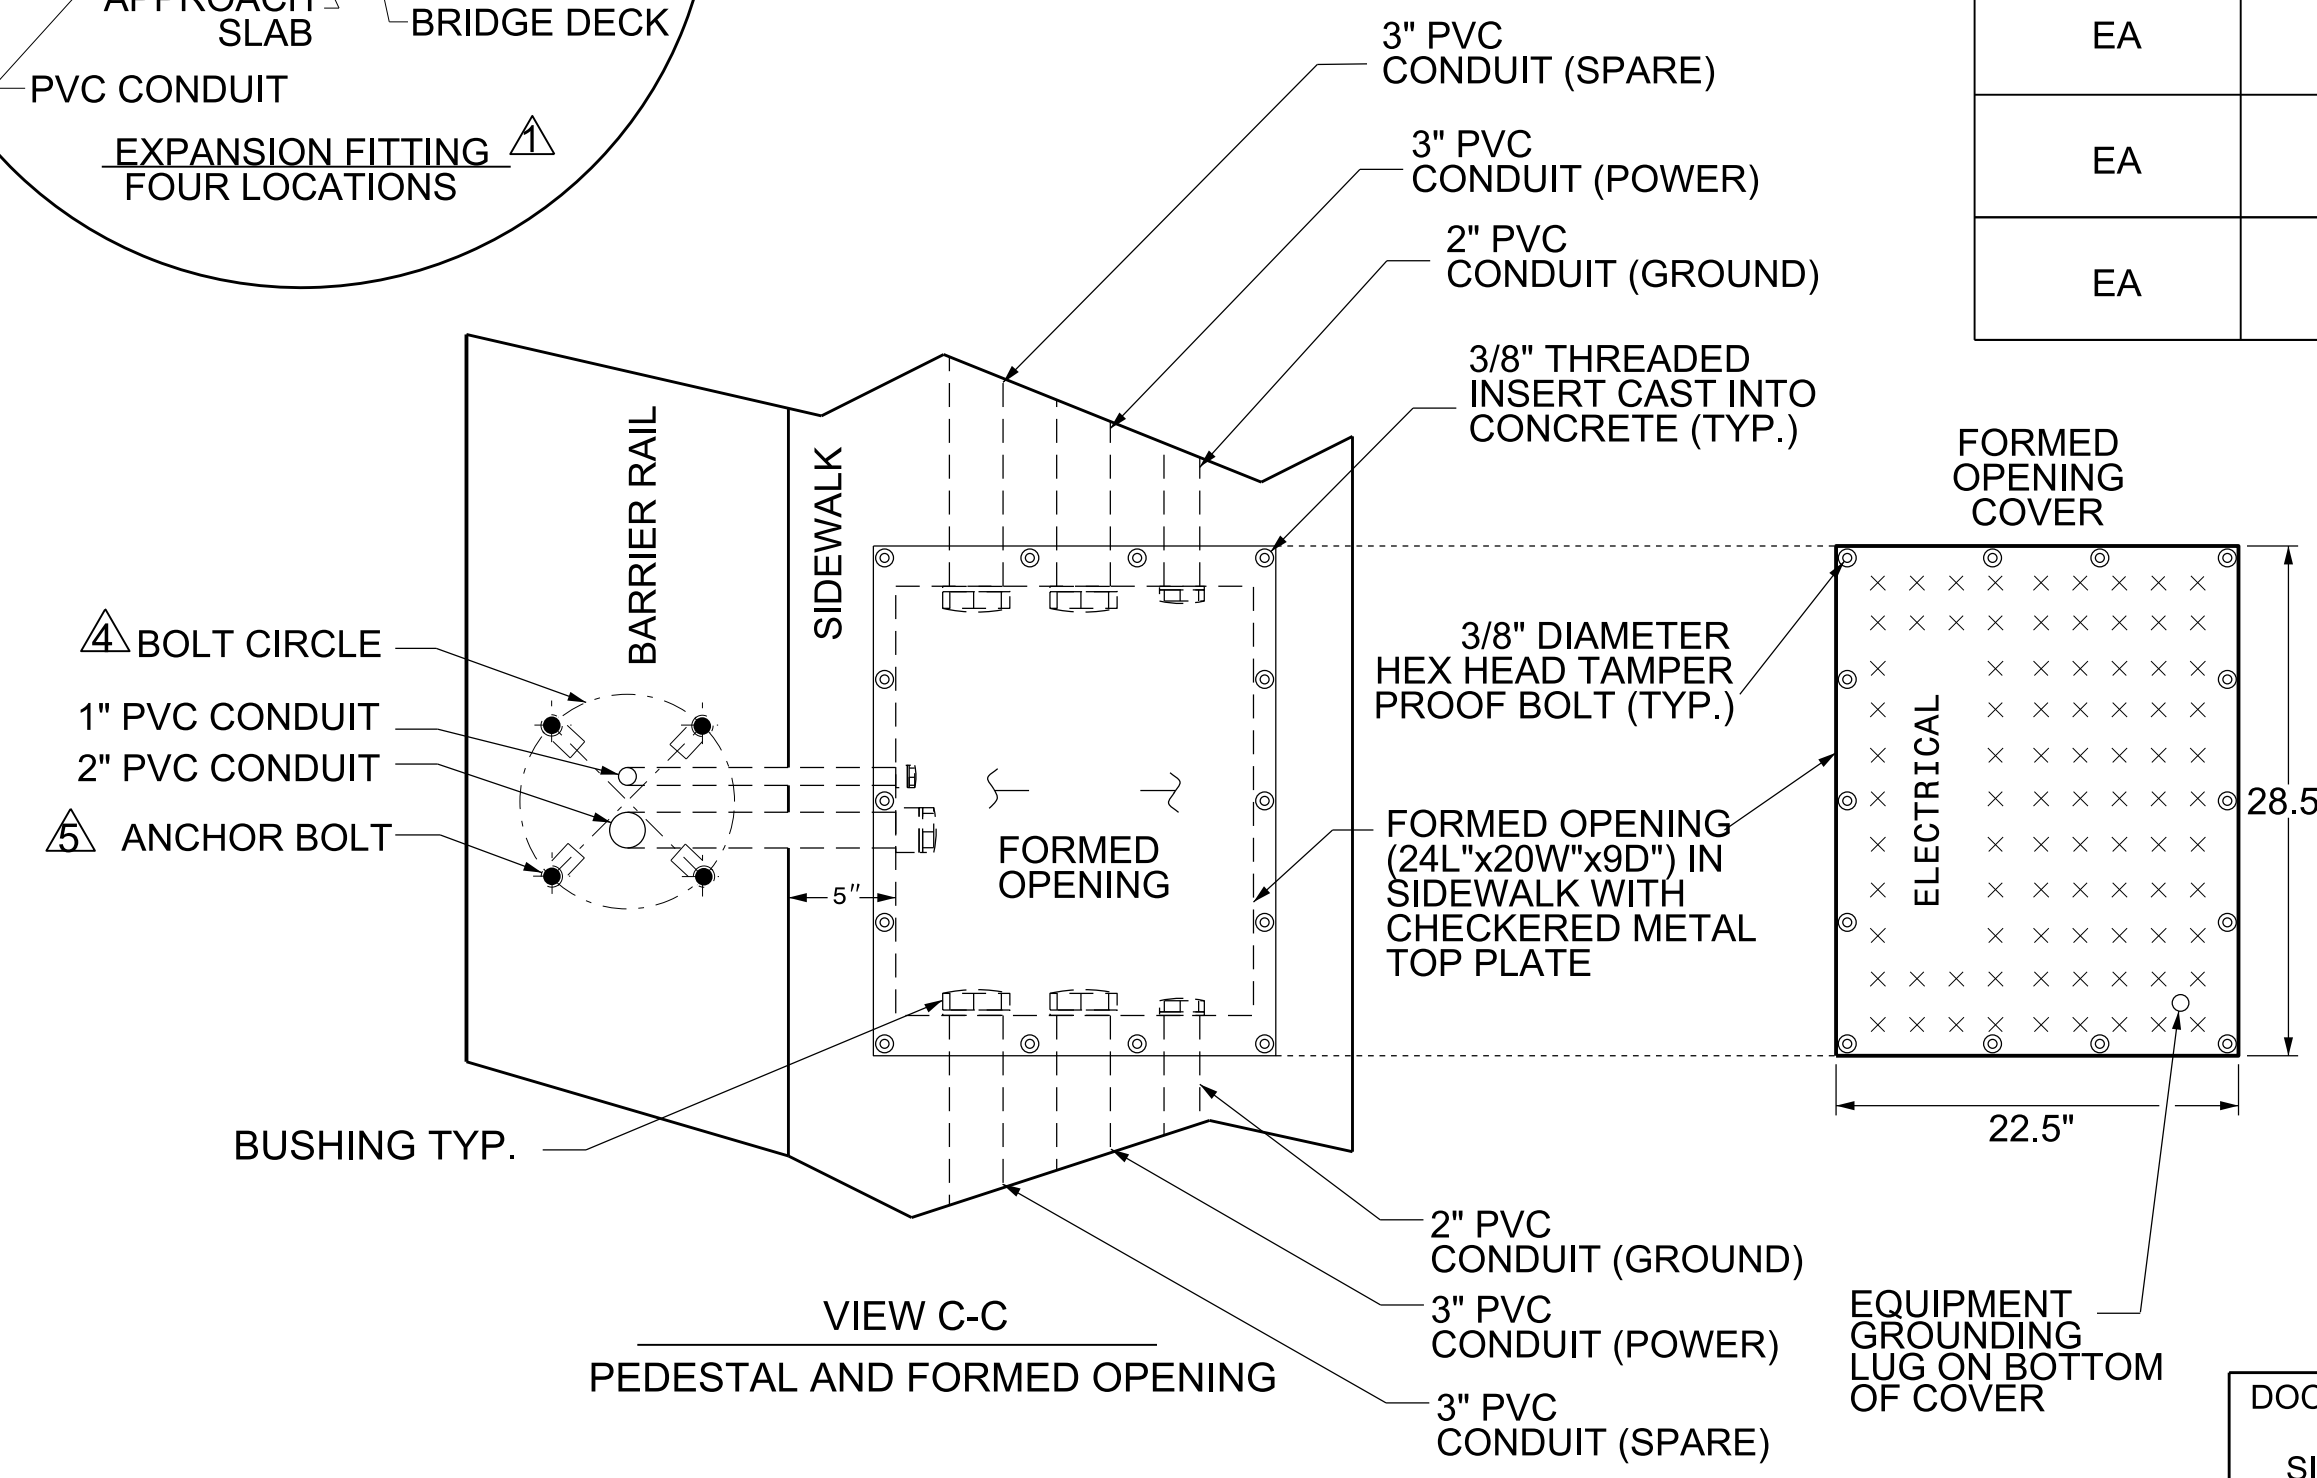 APPROACH
SLAB
BRIDGE DECK
PVC CONDUIT
EXPANSION FITTING 1
FOUR LOCATIONS
3" PVC
CONDUIT (SPARE)
3" PVC
CONDUIT (POWER)
2" PVC
CONDUIT (GROUND)
3/8" THREADED
INSERT CAST INTO
CONCRETE (TYP.)
EA
EA
EA
BARRIER RAIL
SIDEWALK
4 BOLT CIRCLE
1" PVC CONDUIT
2" PVC CONDUIT
5 ANCHOR BOLT
5"
FORMED
OPENING
BUSHING TYP.
FORMED
OPENING
COVER
3/8" DIAMETER
HEX HEAD TAMPER
PROOF BOLT (TYP.)
FORMED OPENING
(24L"x20W"x9D") IN
SIDEWALK WITH
CHECKERED METAL
TOP PLATE
ELECTRICAL
28.5
22.5"
2" PVC
CONDUIT (GROUND)
3" PVC
CONDUIT (POWER)
3" PVC
CONDUIT (SPARE)
EQUIPMENT
GROUNDING
LUG ON BOTTOM
OF COVER
VIEW C-C
PEDESTAL AND FORMED OPENING